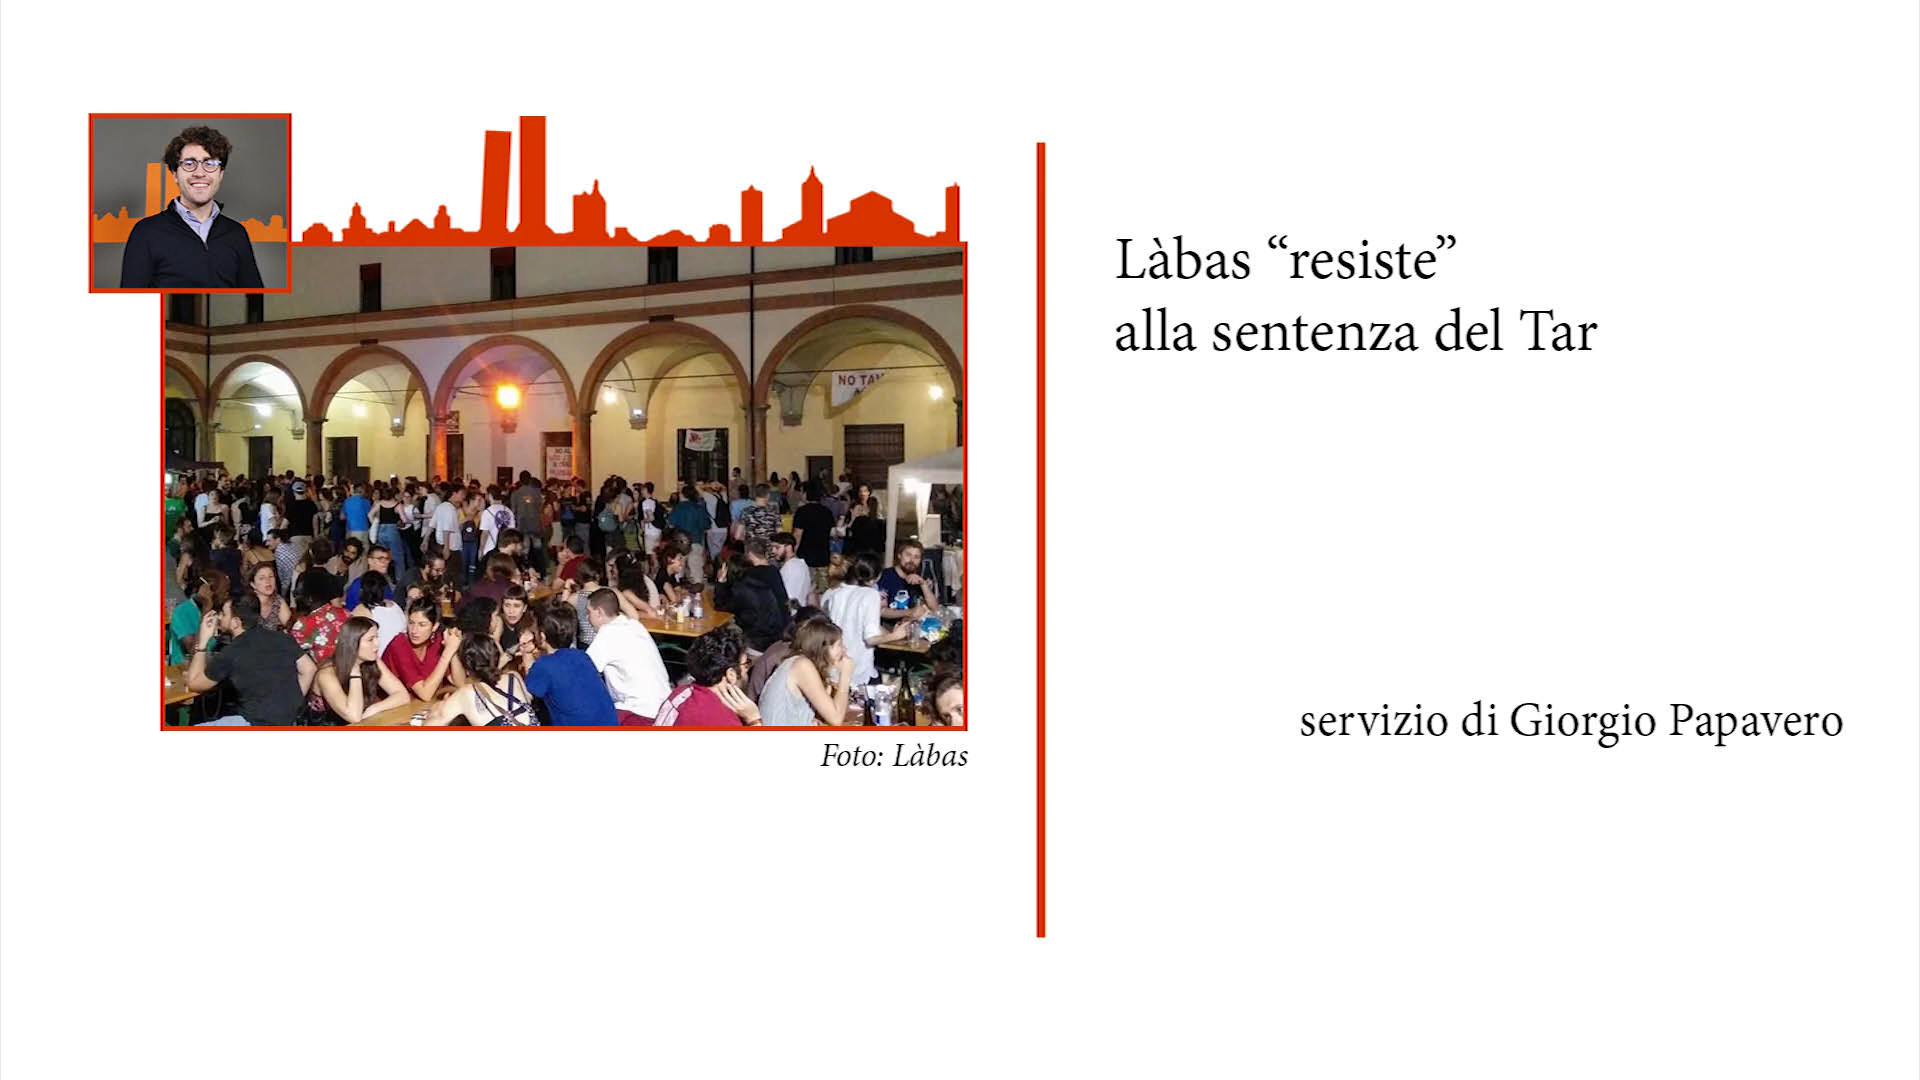 Làbas “resiste”
alla sentenza del Tar
servizio di Giorgio Papavero
Foto: Làbas
NO TAV